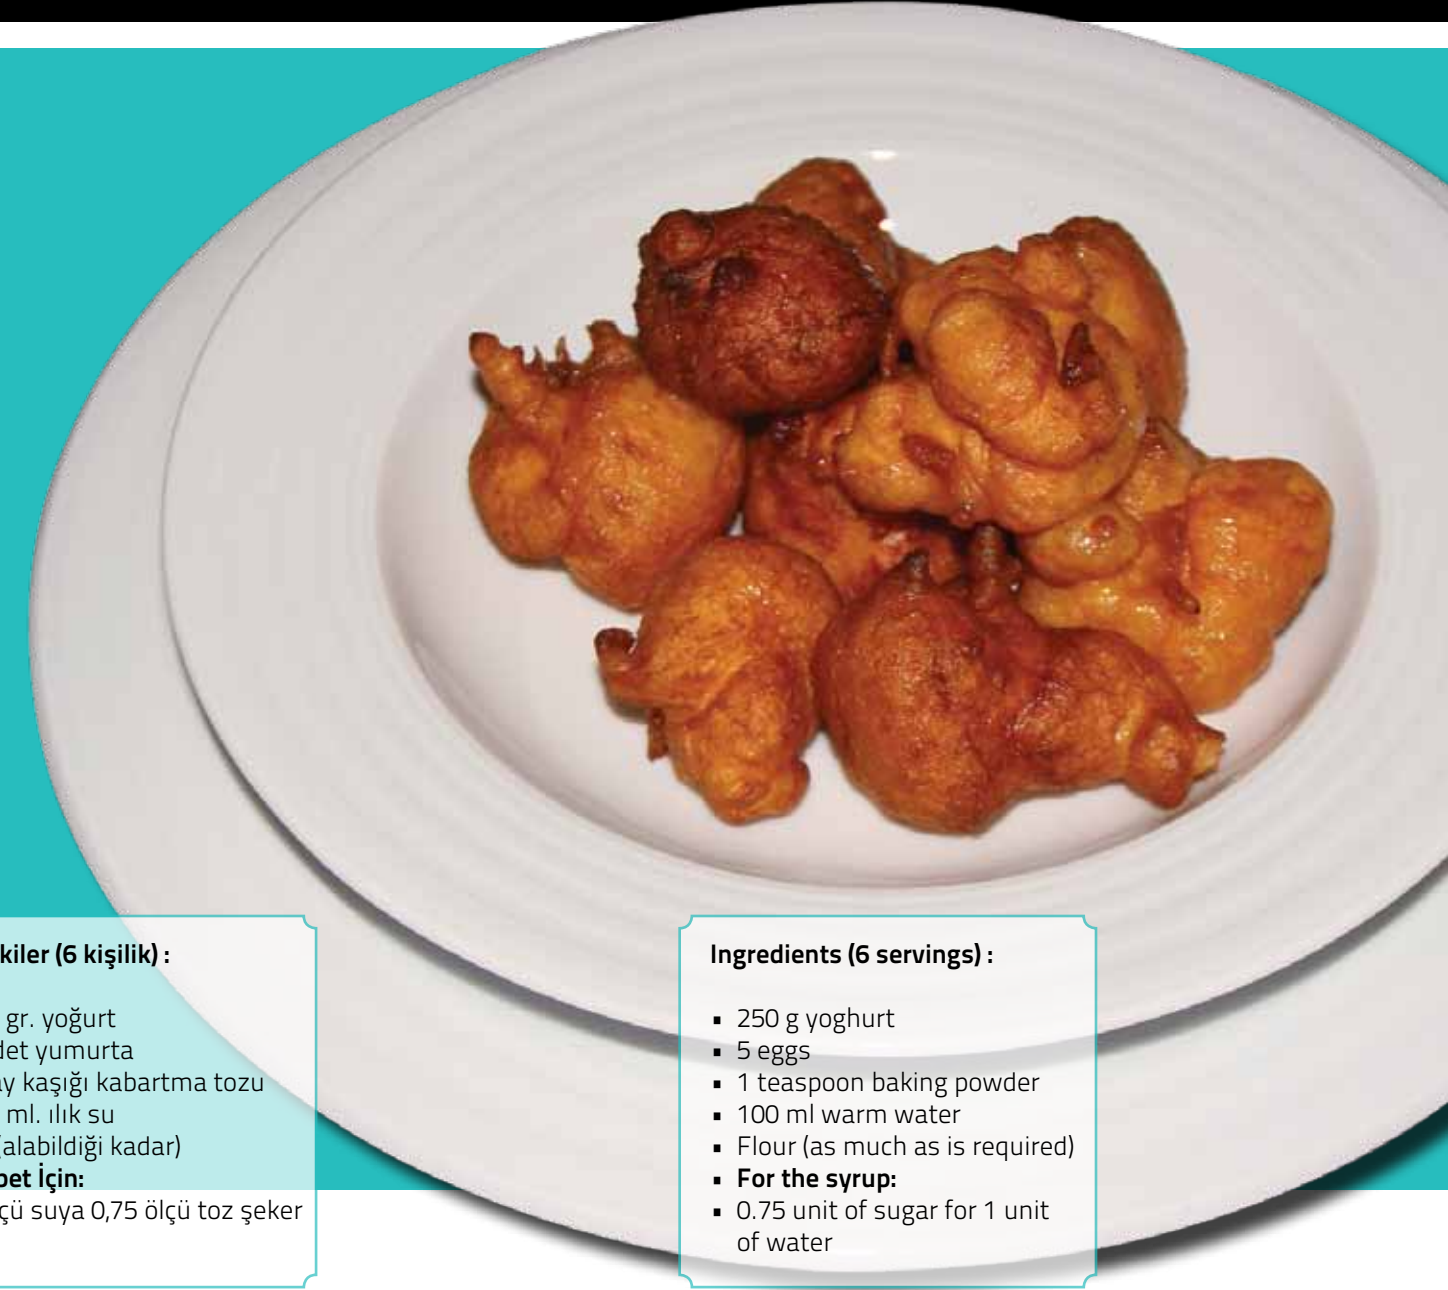 kiler (6 kişilik) :
gr. yoğurt
det yumurta
ay kaşığı kabartma tozu
ml. ılık su
(alabildiği kadar)
bet İçin:
çü suya 0,75 ölçü toz şeker
Ingredients (6 servings) :
▪ 250 g yoghurt
▪ 5 eggs
▪ 1 teaspoon baking powder
▪ 100 ml warm water
▪ Flour (as much as is required)
▪ For the syrup:
▪ 0.75 unit of sugar for 1 unit
of water